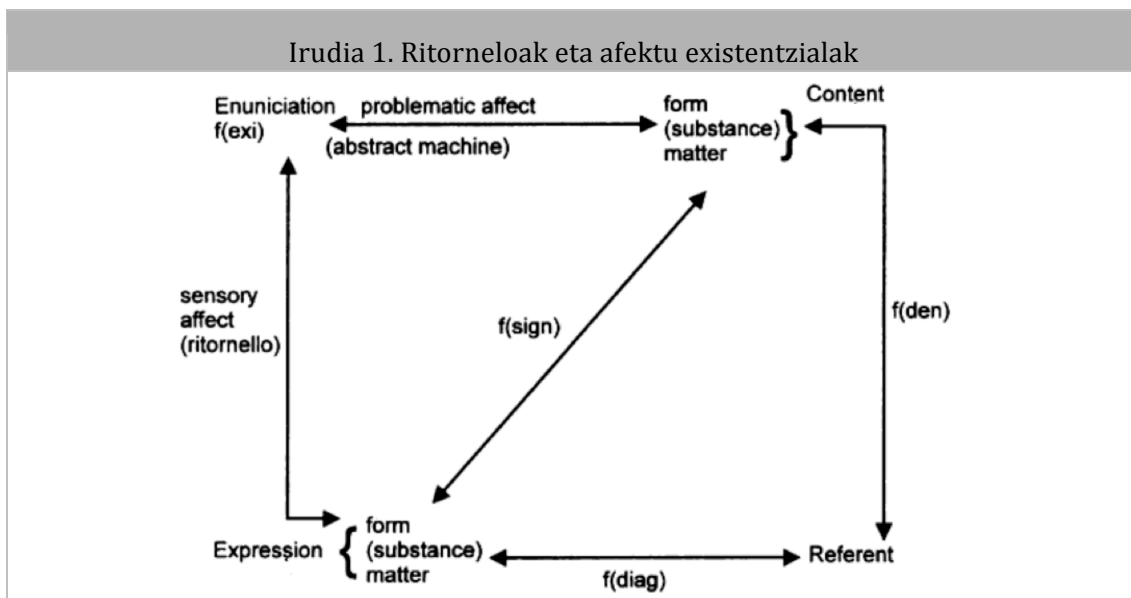 Irudia 1. Ritorneloak eta afektu existentzialak
Enuniciation
f(exi)
problematic affect
(abstract machine)
form
(substance)
matter
}
Content
sensory
affect
(ritornello)
f(sign)
f(den)
Expression
{
form
(substance)
matter
f(diag)
Referent